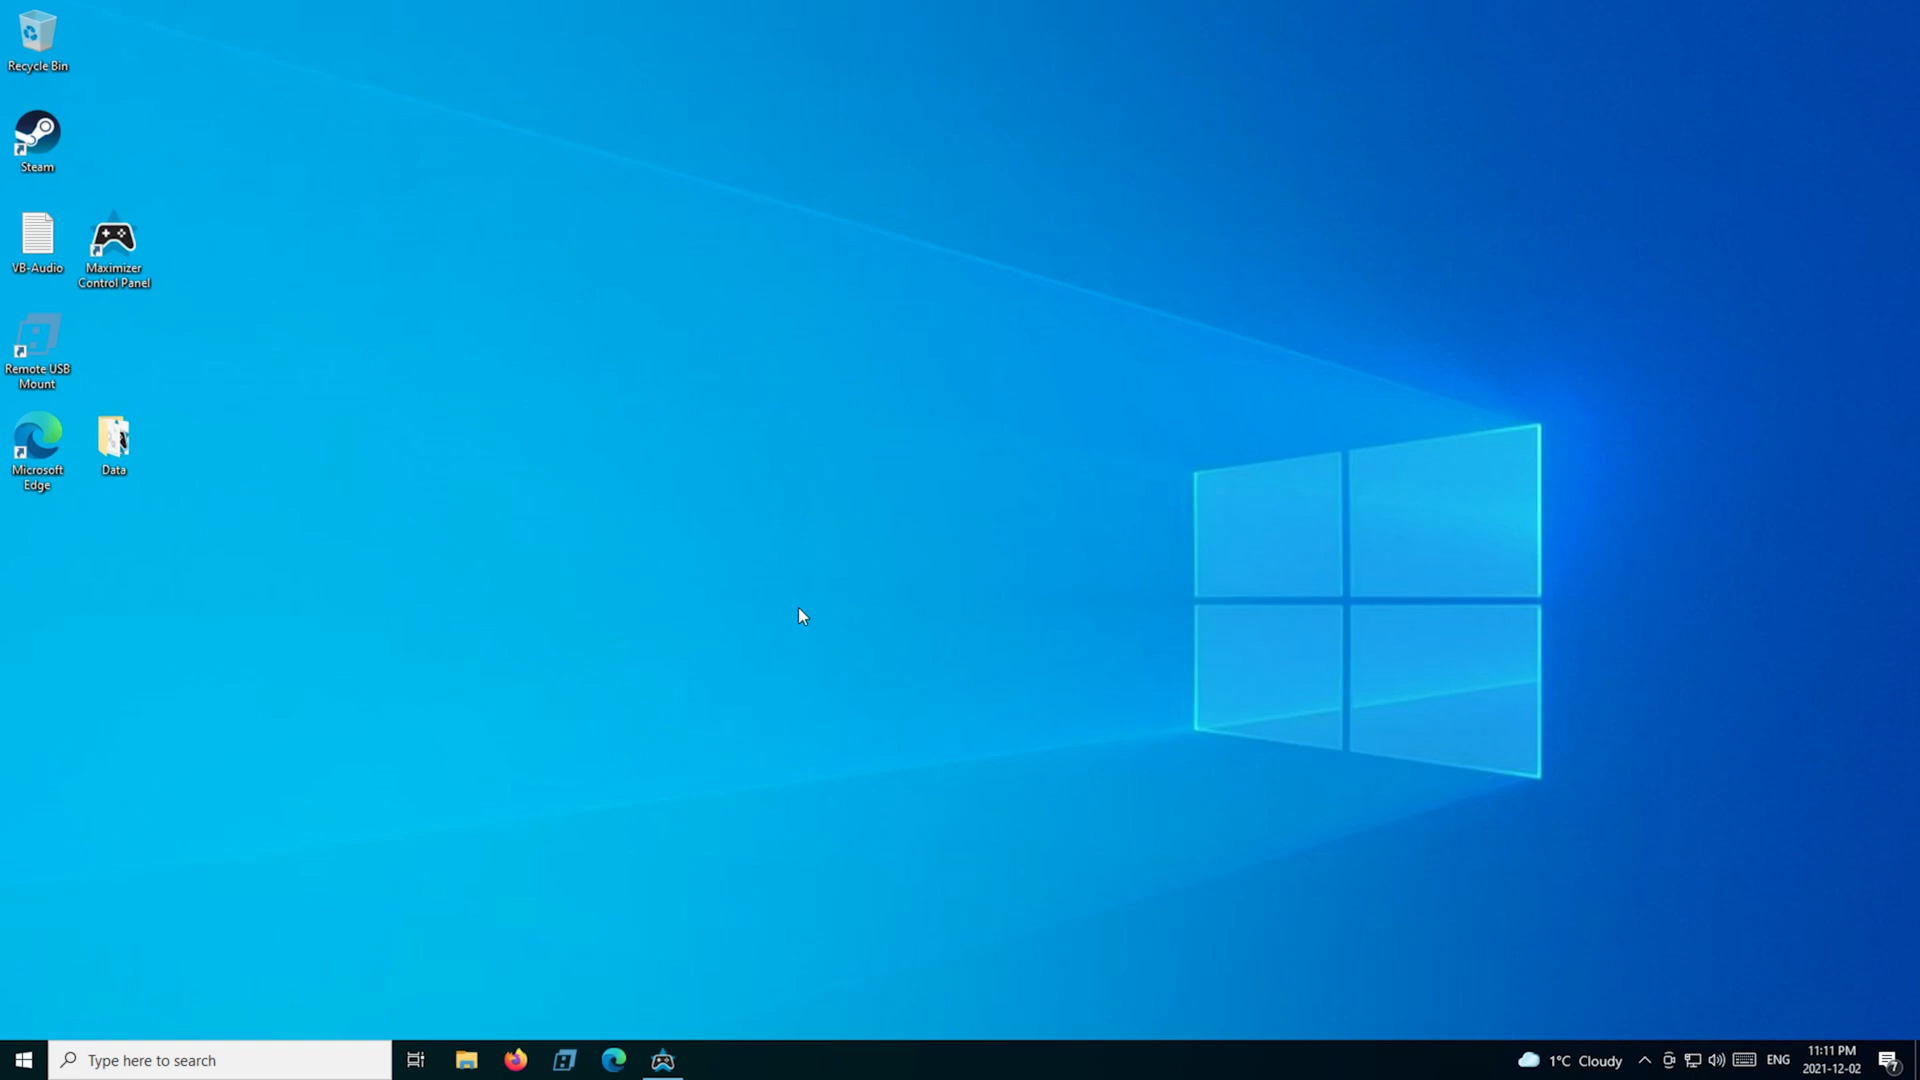 Recycle Bin
Steam
VB-Audio
Maximizer
Control Panel
Remote USB
Mount
Microsoft
Edge
Data
Type here to search
1°C Cloudy
ENG
11:11 PM
2021-12-02
7